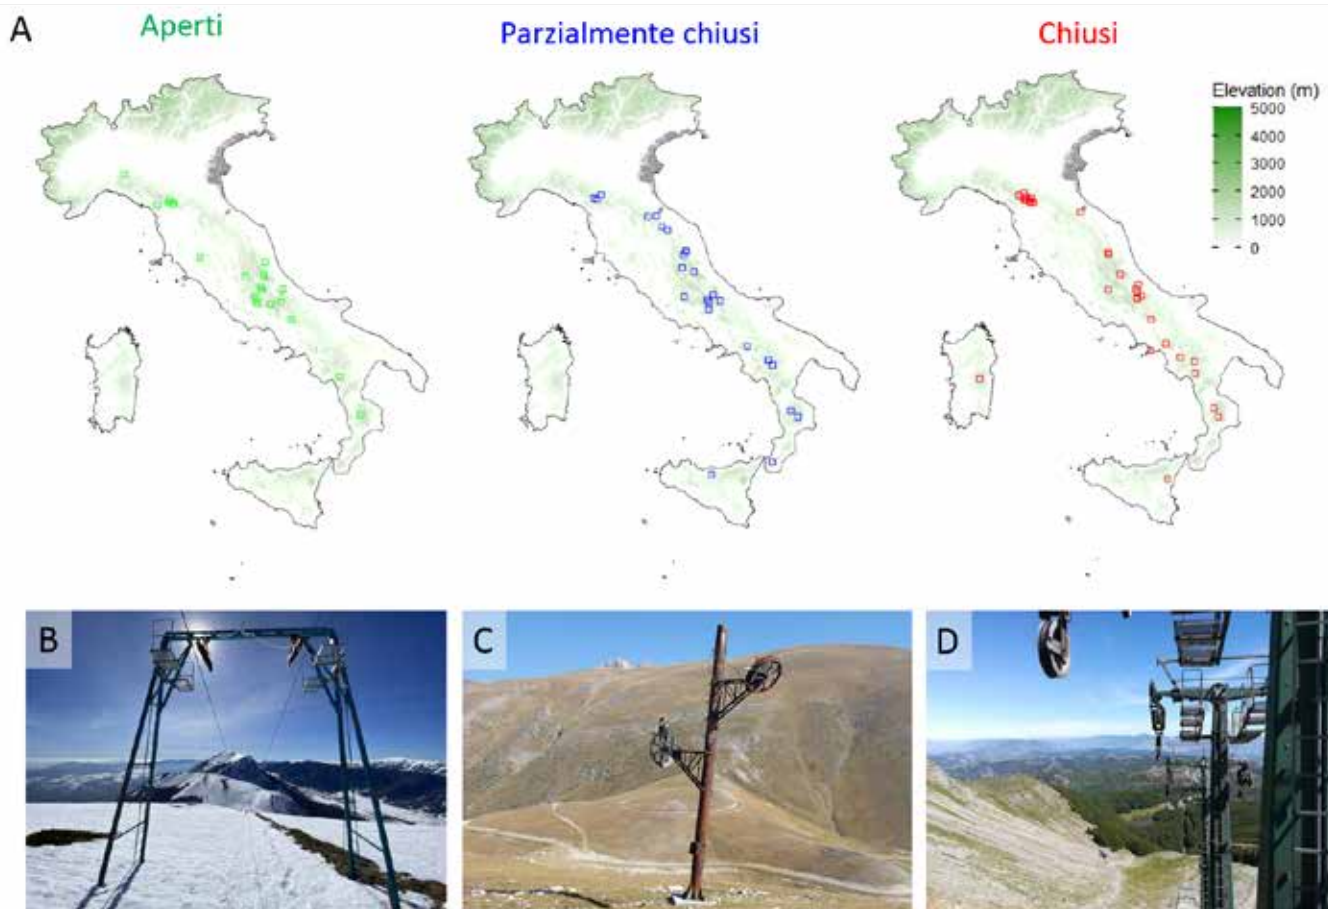 A
Aperti
Parzialmente chiusi
Chiusi
Elevation (m)
5000
4000
3000
2000
1000
0
B
C
D